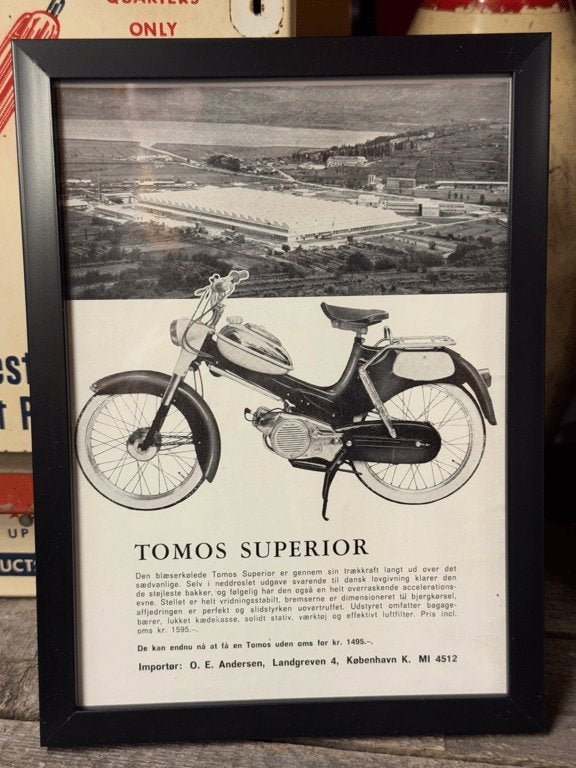 QUARTERS
ONLY
est
t
UP
UCTS
TOMOS SUPERIOR
Den blæserkølede Tomos Superior er gennem sin trækkraft langt ud over det
sædvanlige. Selv i neddroslet udgave svarende til dansk lovgivning klarer den
de stejleste bakker, og følgelig har den også en helt overraskende accelerations-
evne. Stellet er helt vridningsstabilt, bremserne er dimensioneret til bjergkørsel,
affjedringen er perfekt og slidstyrken uovertruffet. Udstyret omfatter bagage-
bærer, lukket kædekasse, solidt stativ, værktøj og effektivt luftfilter. Pris incl.
oms kr. 1595.–.
De kan endnu nå at få en Tomos uden oms for kr. 1495.–.
Importør: O. E. Andersen, Landgreven 4, København K. MI 4512